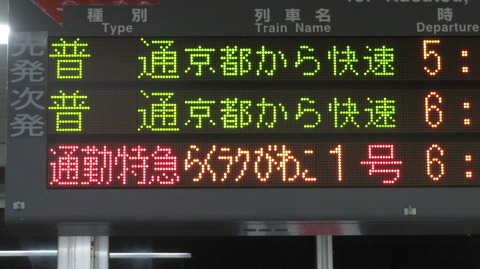 for Kusatsu,
種別 列車名 時
Type Train Name Departure
先発 普通 京都から快速 5:
次発 普通 京都から快速 6:
通勤特急 らくラクびわこ1号 6: